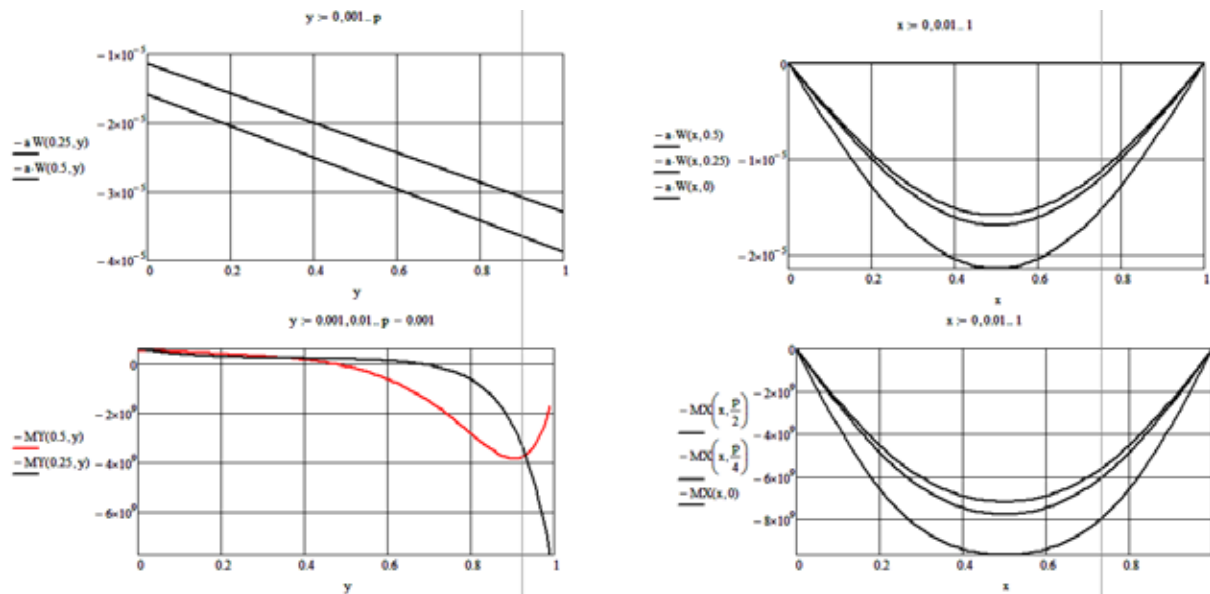 y := 0,001..p
−1×10⁻⁵
−2×10⁻⁵
−3×10⁻⁵
−4×10⁻⁵
−a·W(0.25,y)
−a·W(0.5,y)
0 0.2 0.4 0.6 0.8 1
y
x := 0,0.01..1
0
−1×10⁻⁵
−2×10⁻⁵
−a·W(x,0.5)
−a·W(x,0.25)
−a·W(x,0)
0 0.2 0.4 0.6 0.8 1
x
y := 0.001,0.01..p − 0.001
0
−2×10⁹
−4×10⁹
−6×10⁹
−MY(0.5,y)
−MY(0.25,y)
0 0.2 0.4 0.6 0.8 1
y
x := 0,0.01..1
0
−2×10⁹
−4×10⁹
−6×10⁹
−8×10⁹
−MX(x,p/2)
−MX(x,p/4)
−MX(x,0)
0 0.2 0.4 0.6 0.8
x